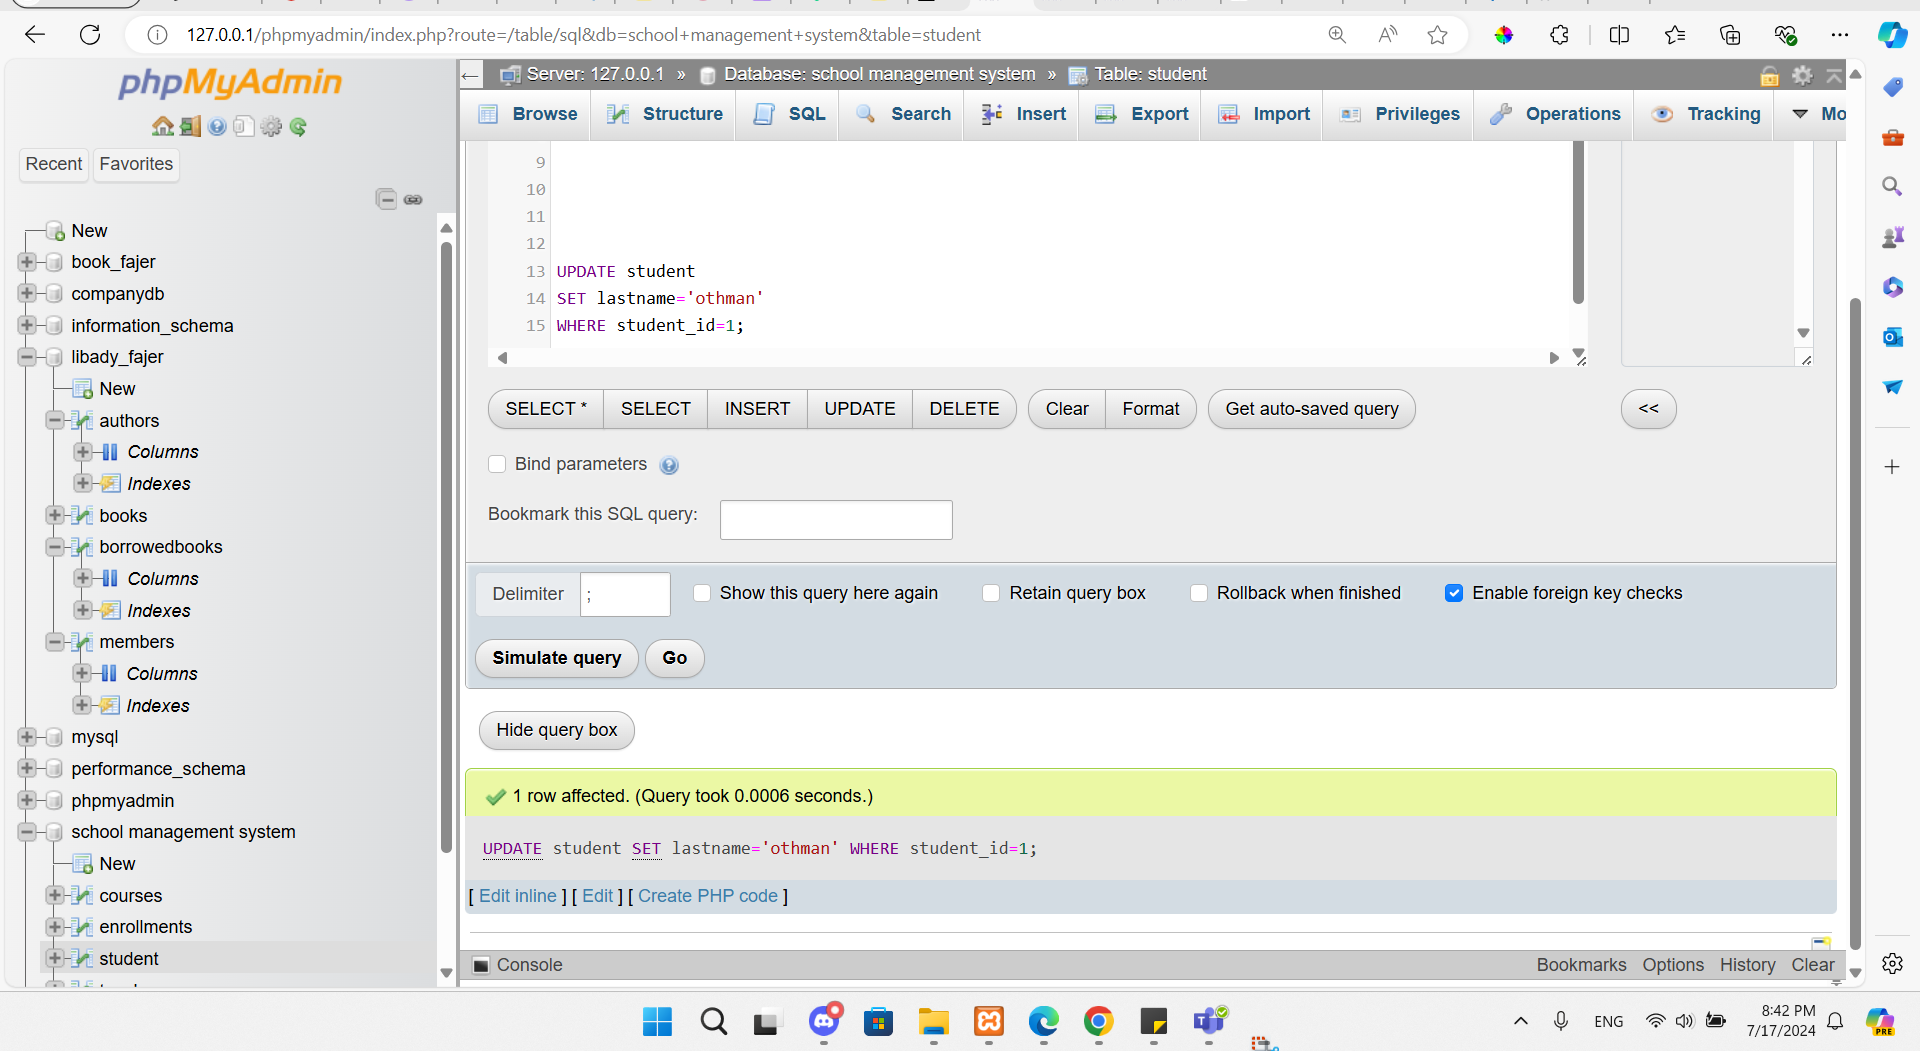 127.0.0.1/phpmyadmin/index.php?route=/table/sql&db=school+management+system&table=student
phpMyAdmin
Recent
Favorites
New
book_fajer
companydb
information_schema
libady_fajer
New
authors
Columns
Indexes
books
borrowedbooks
Columns
Indexes
members
Columns
Indexes
mysql
performance_schema
phpmyadmin
school management system
New
courses
enrollments
student
Server: 127.0.0.1 » Database: school management system » Table: student
Browse Structure SQL Search Insert Export Import Privileges Operations Tracking Mo
9
10
11
12
13 UPDATE student
14 SET lastname='othman'
15 WHERE student_id=1;
SELECT * SELECT INSERT UPDATE DELETE Clear Format Get auto-saved query <<
Bind parameters
Bookmark this SQL query:
Delimiter ; Show this query here again Retain query box Rollback when finished Enable foreign key checks
Simulate query Go
Hide query box
1 row affected. (Query took 0.0006 seconds.)
UPDATE student SET lastname='othman' WHERE student_id=1;
[ Edit inline ] [ Edit ] [ Create PHP code ]
Console Bookmarks Options History Clear
ENG
8:42 PM
7/17/2024
PRE